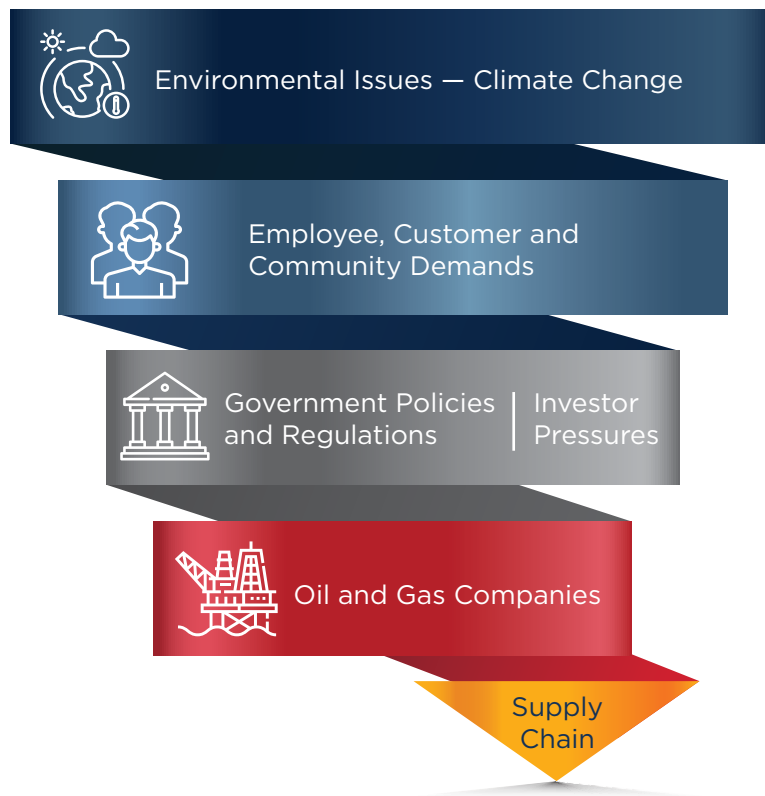 Environmental Issues — Climate Change
Employee, Customer and
Community Demands
Government Policies
and Regulations
Investor
Pressures
Oil and Gas Companies
Supply
Chain